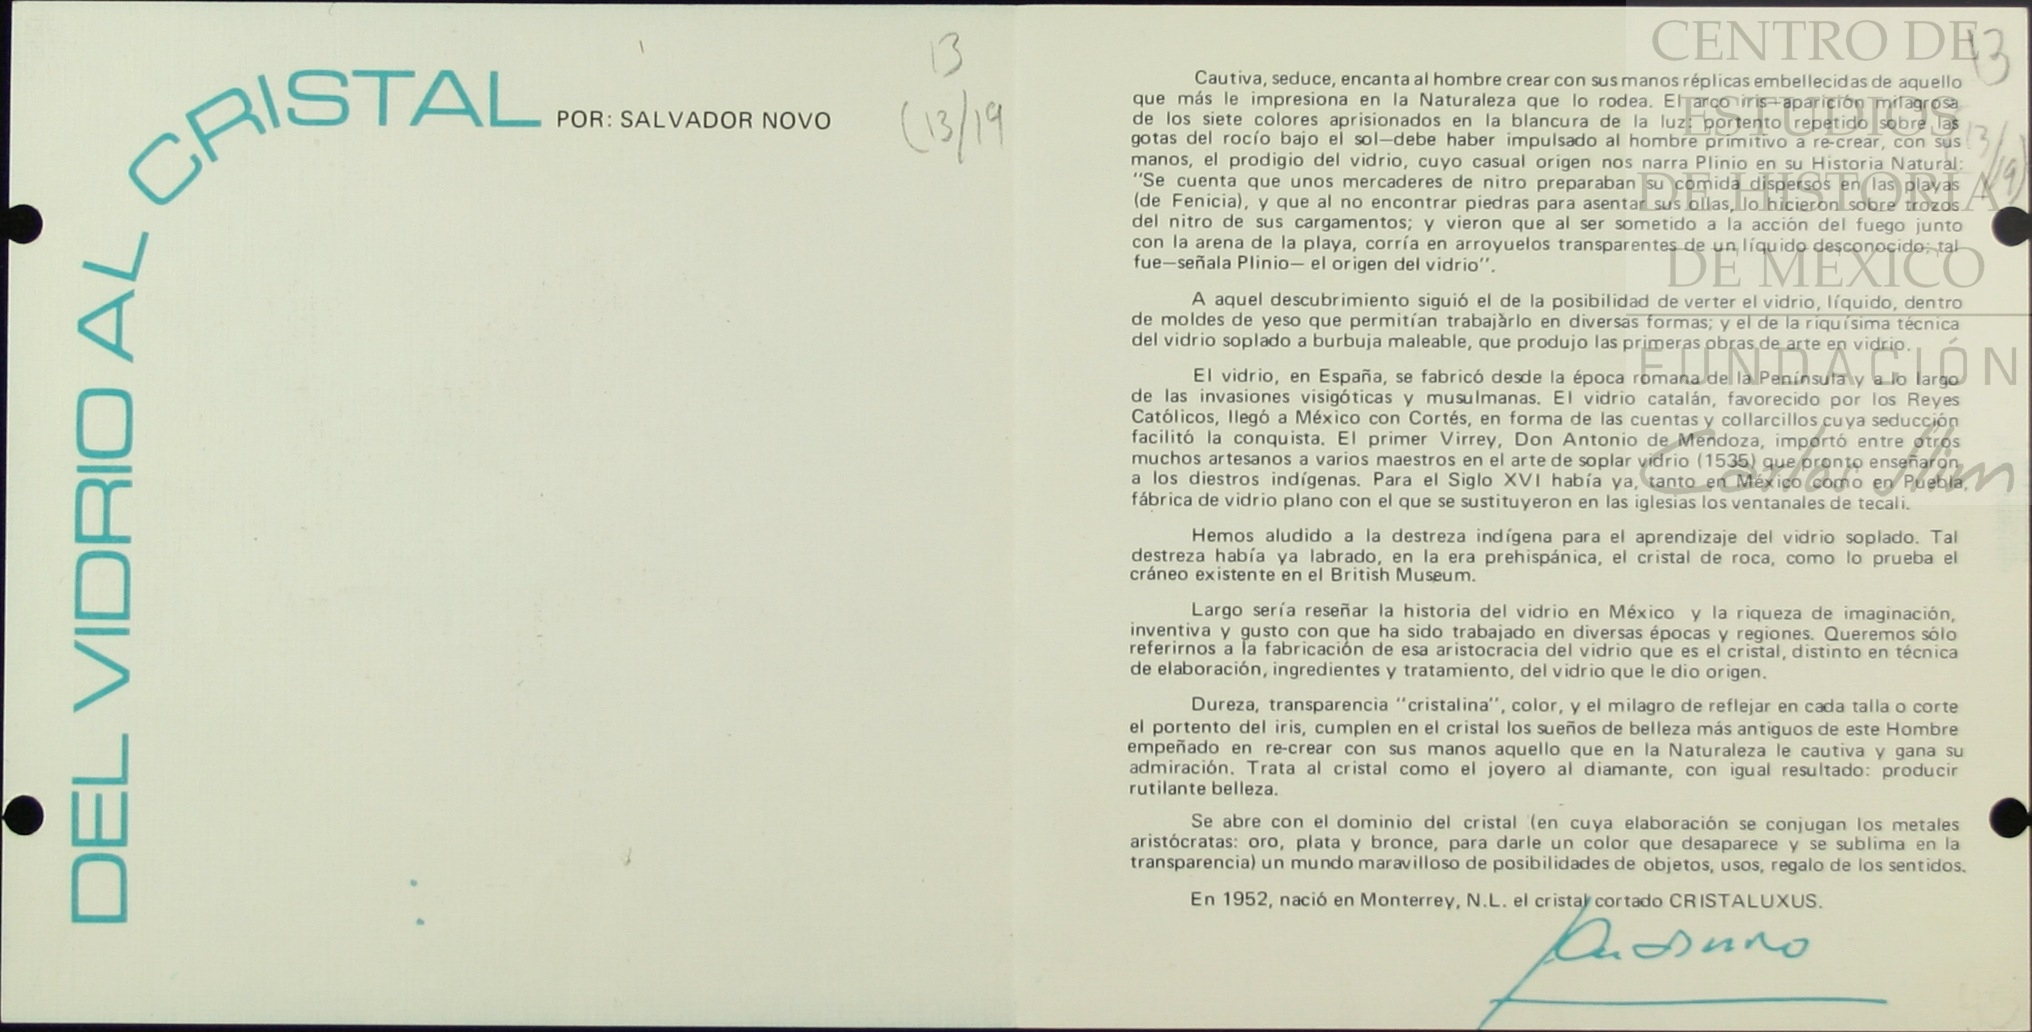 DEL VIDRIO AL CRISTAL
POR: SALVADOR NOVO
13
(13/19
Cautiva, seduce, encanta al hombre crear con sus manos réplicas embellecidas de aquello
que más le impresiona en la Naturaleza que lo rodea. El arco iris—aparición milagrosa
de los siete colores aprisionados en la blancura de la luz: portento repetido sobre las
gotas del rocío bajo el sol—debe haber impulsado al hombre primitivo a re-crear, con sus
manos, el prodigio del vidrio, cuyo casual origen nos narra Plinio en su Historia Natural:
"Se cuenta que unos mercaderes de nitro preparaban su comida dispersos en las playas
(de Fenicia), y que al no encontrar piedras para asentar sus ollas, lo hicieron sobre trozos
del nitro de sus cargamentos; y vieron que al ser sometido a la acción del fuego junto
con la arena de la playa, corría en arroyuelos transparentes de un líquido desconocido; tal
fue—señala Plinio— el origen del vidrio".
A aquel descubrimiento siguió el de la posibilidad de verter el vidrio, líquido, dentro
de moldes de yeso que permitían trabajàrlo en diversas formas; y el de la riquísima técnica
del vidrio soplado a burbuja maleable, que produjo las primeras obras de arte en vidrio.
El vidrio, en España, se fabricó desde la época romana de la Península y a lo largo
de las invasiones visigóticas y musulmanas. El vidrio catalán, favorecido por los Reyes
Católicos, llegó a México con Cortés, en forma de las cuentas y collarcillos cuya seducción
facilitó la conquista. El primer Virrey, Don Antonio de Mendoza, importó entre otros
muchos artesanos a varios maestros en el arte de soplar vidrio (1535) que pronto enseñaron
a los diestros indígenas. Para el Siglo XVI había ya, tanto en México como en Puebla,
fábrica de vidrio plano con el que se sustituyeron en las iglesias los ventanales de tecali.
Hemos aludido a la destreza indígena para el aprendizaje del vidrio soplado. Tal
destreza había ya labrado, en la era prehispánica, el cristal de roca, como lo prueba el
cráneo existente en el British Museum.
Largo sería reseñar la historia del vidrio en México y la riqueza de imaginación,
inventiva y gusto con que ha sido trabajado en diversas épocas y regiones. Queremos sólo
referirnos a la fabricación de esa aristocracia del vidrio que es el cristal, distinto en técnica
de elaboración, ingredientes y tratamiento, del vidrio que le dio origen.
Dureza, transparencia "cristalina", color, y el milagro de reflejar en cada talla o corte
el portento del iris, cumplen en el cristal los sueños de belleza más antiguos de este Hombre
empeñado en re-crear con sus manos aquello que en la Naturaleza le cautiva y gana su
admiración. Trata al cristal como el joyero al diamante, con igual resultado: producir
rutilante belleza.
Se abre con el dominio del cristal (en cuya elaboración se conjugan los metales
aristócratas: oro, plata y bronce, para darle un color que desaparece y se sublima en la
transparencia) un mundo maravilloso de posibilidades de objetos, usos, regalo de los sentidos.
En 1952, nació en Monterrey, N.L. el cristal cortado CRISTALUXUS.
13
13/19)
CENTRO DE
ESTUDIOS
DE HISTORIA
DE MÉXICO
FUNDACIÓN
Carlos Slim